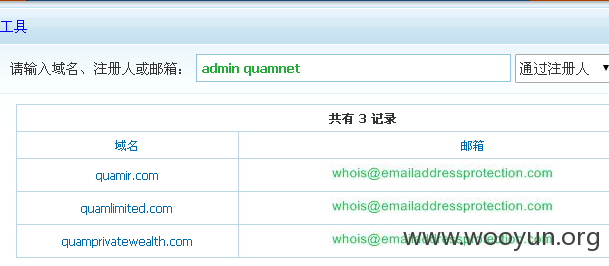 工具
请输入域名、注册人或邮箱： admin quamnet 通过注册人
共有 3 记录
域名 邮箱
quamir.com whois@emailaddressprotection.com
quamlimited.com whois@emailaddressprotection.com
quamprivatewealth.com whois@emailaddressprotection.com
www.wooyun.org